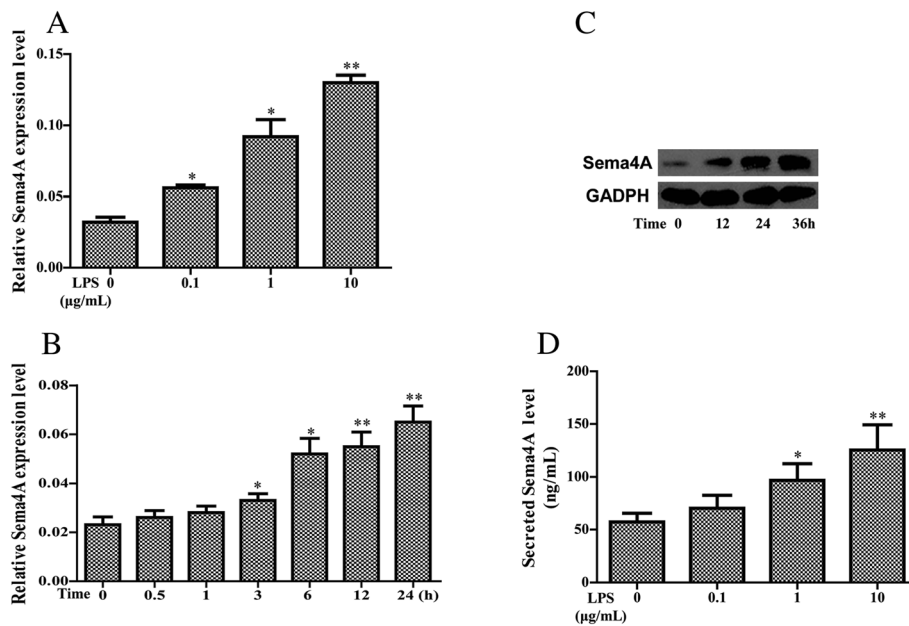 A
Relative Sema4A expression level
0.15
0.10
0.05
0.00
*
*
**
LPS 0 0.1 1 10
(μg/mL)
B
Relative Sema4A expression level
0.08
0.06
0.04
0.02
0.00
*
*
**
**
Time 0 0.5 1 3 6 12 24 (h)
C
Sema4A
GADPH
Time 0 12 24 36h
D
Secreted Sema4A level
(ng/mL)
200
150
100
50
0
*
**
LPS 0 0.1 1 10
(μg/mL)